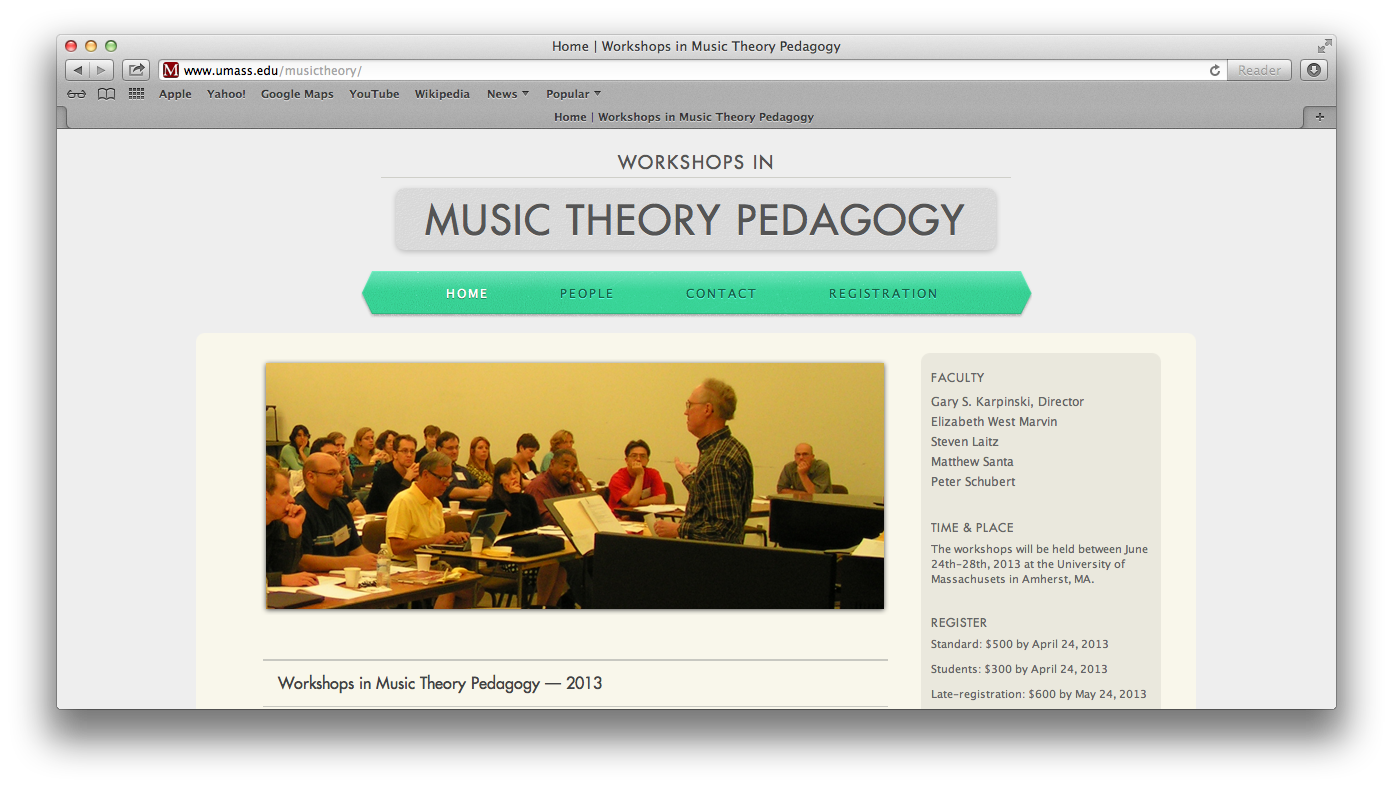 Home | Workshops in Music Theory Pedagogy
M www.umass.edu/musictheory/ Reader
Apple Yahoo! Google Maps YouTube Wikipedia News Popular
Home | Workshops in Music Theory Pedagogy
WORKSHOPS IN
MUSIC THEORY PEDAGOGY
HOME PEOPLE CONTACT REGISTRATION
FACULTY
Gary S. Karpinski, Director
Elizabeth West Marvin
Steven Laitz
Matthew Santa
Peter Schubert
TIME & PLACE
The workshops will be held between June
24th-28th, 2013 at the University of
Massachusets in Amherst, MA.
REGISTER
Standard: $500 by April 24, 2013
Students: $300 by April 24, 2013
Late-registration: $600 by May 24, 2013
Workshops in Music Theory Pedagogy — 2013